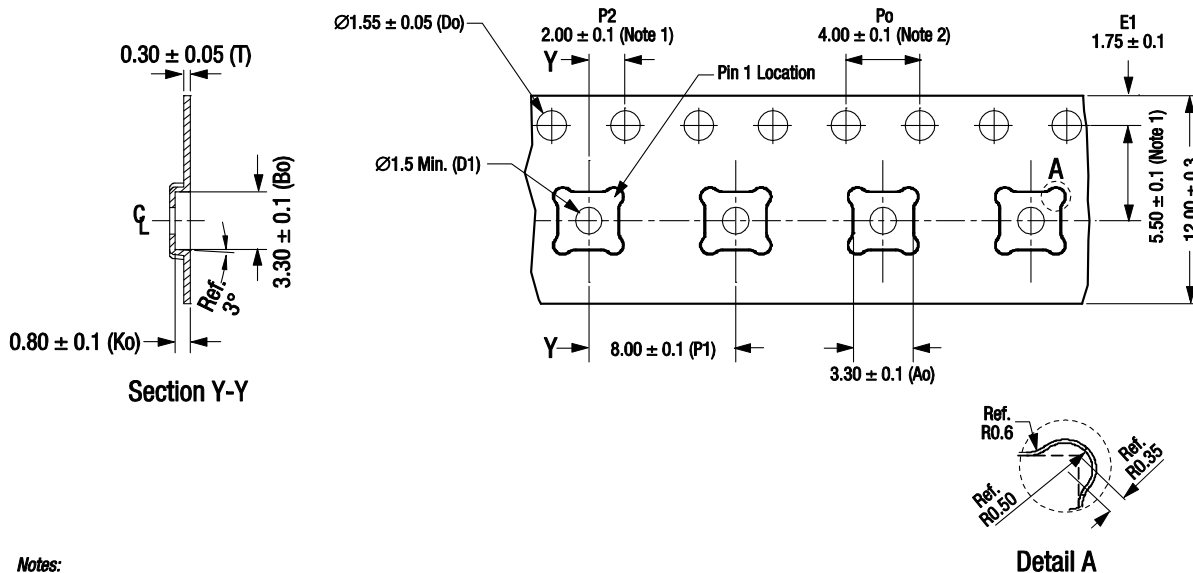 Ø1.55 ± 0.05 (Do)
P2
2.00 ± 0.1 (Note 1)
Po
4.00 ± 0.1 (Note 2)
E1
1.75 ± 0.1
0.30 ± 0.05 (T)
Y
Pin 1 Location
Ø1.5 Min. (D1)
A
5.50 ± 0.1 (Note 1)
12.00 ± 0.3
CL
3.30 ± 0.1 (Bo)
Ref.
3°
0.80 ± 0.1 (Ko)
Section Y-Y
Y
8.00 ± 0.1 (P1)
3.30 ± 0.1 (Ao)
Ref.
R0.6
Ref.
R0.35
Ref.
R0.50
Detail A
Notes: